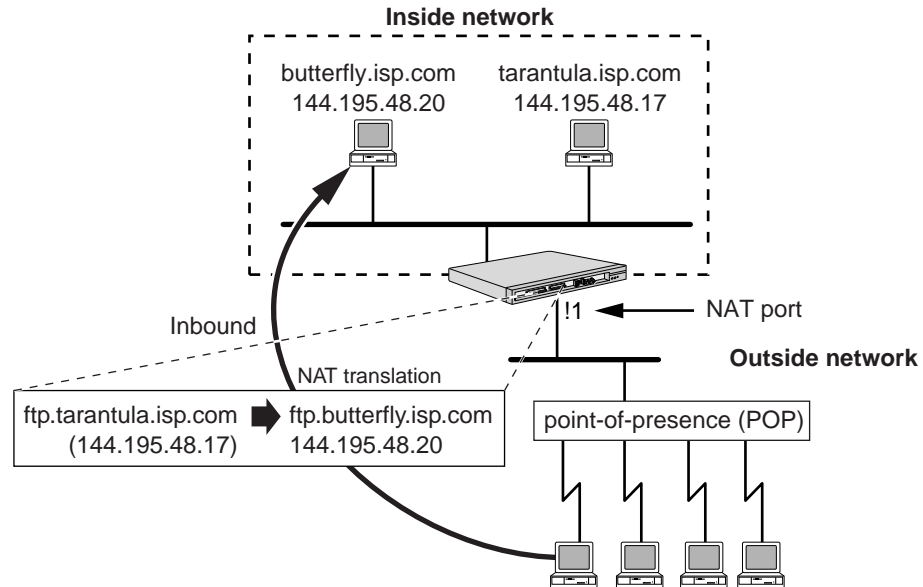 Inside network
butterfly.isp.com
144.195.48.20
tarantula.isp.com
144.195.48.17
!1
NAT port
Inbound
Outside network
NAT translation
ftp.tarantula.isp.com
(144.195.48.17)
ftp.butterfly.isp.com
144.195.48.20
point-of-presence (POP)